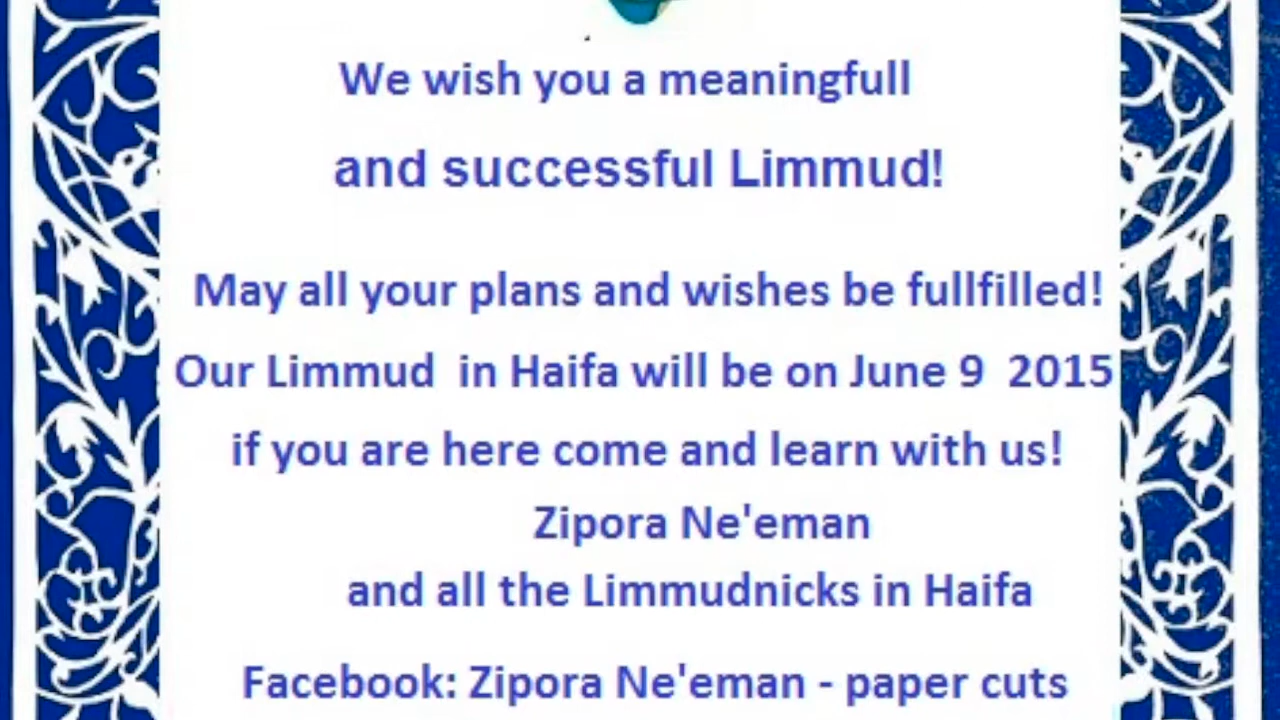 We wish you a meaningfull
and successful Limmud!
May all your plans and wishes be fullfilled!
Our Limmud in Haifa will be on June 9 2015
if you are here come and learn with us!
Zipora Ne'eman
and all the Limmudnicks in Haifa
Facebook: Zipora Ne'eman - paper cuts